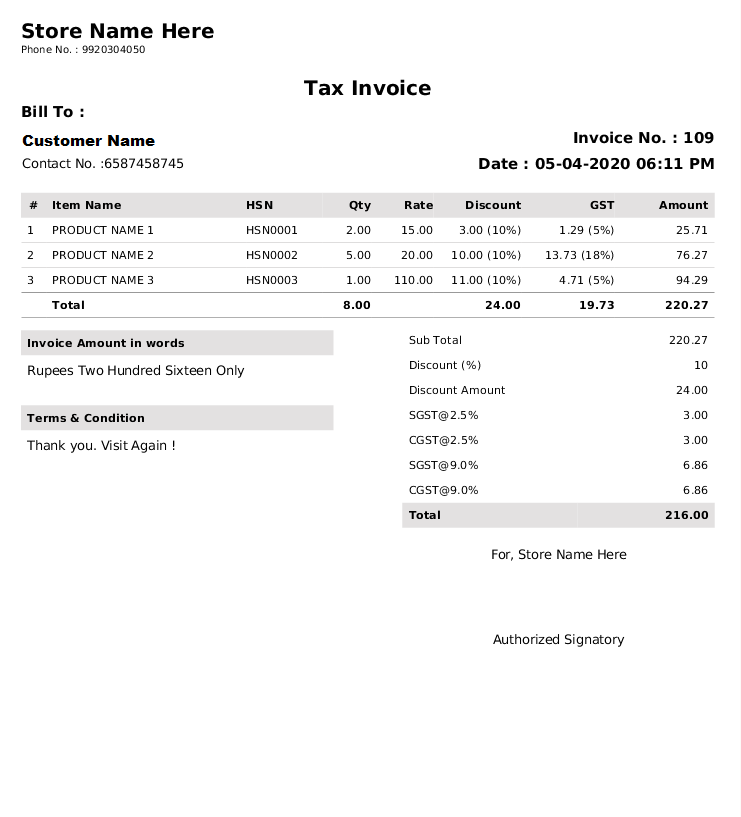 Store Name Here
Phone No. : 9920304050
Tax Invoice
Bill To :
Customer Name
Invoice No. : 109
Contact No. :6587458745
Date : 05-04-2020 06:11 PM
# Item Name HSN Qty Rate Discount GST Amount
1 PRODUCT NAME 1 HSN0001 2.00 15.00 3.00 (10%) 1.29 (5%) 25.71
2 PRODUCT NAME 2 HSN0002 5.00 20.00 10.00 (10%) 13.73 (18%) 76.27
3 PRODUCT NAME 3 HSN0003 1.00 110.00 11.00 (10%) 4.71 (5%) 94.29
Total 8.00 24.00 19.73 220.27
Invoice Amount in words
Rupees Two Hundred Sixteen Only
Terms & Condition
Thank you. Visit Again !
Sub Total 220.27
Discount (%) 10
Discount Amount 24.00
SGST@2.5% 3.00
CGST@2.5% 3.00
SGST@9.0% 6.86
CGST@9.0% 6.86
Total 216.00
For, Store Name Here
Authorized Signatory